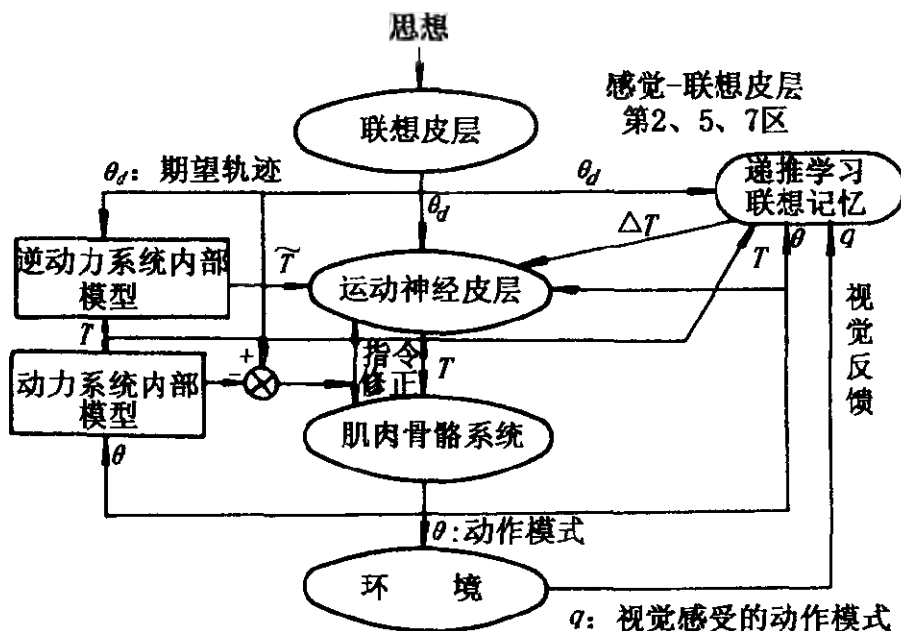 思想
联想皮层
感觉-联想皮层
第2、5、7区
θd：期望轨迹
θd
θd
递推学习
联想记忆
△T
T
θ
q
逆动力系统内部
模型
T̃
运动神经皮层
视觉反馈
T
+
−
指令
修正
T
动力系统内部
模型
肌肉骨骼系统
θ
θ:动作模式
环 境
q：视觉感受的动作模式